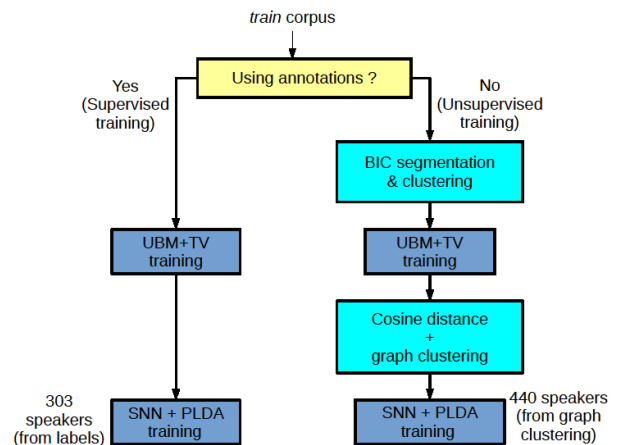 train corpus
Using annotations ?
Yes
(Supervised
training)
No
(Unsupervised
training)
BIC segmentation
& clustering
UBM+TV
training
UBM+TV
training
Cosine distance
+
graph clustering
303
speakers
(from labels)
SNN + PLDA
training
SNN + PLDA
training
440 speakers
(from graph
clustering)